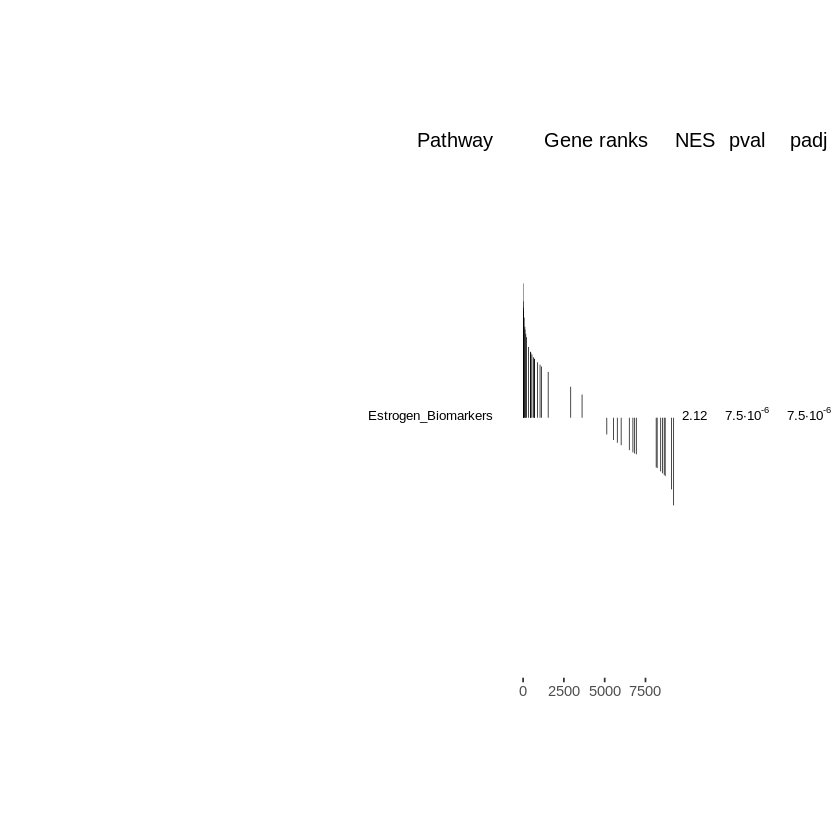 Pathway Gene ranks NES pval padj
Estrogen_Biomarkers 2.12 7.5·10⁻⁶ 7.5·10⁻⁶
0 2500 5000 7500